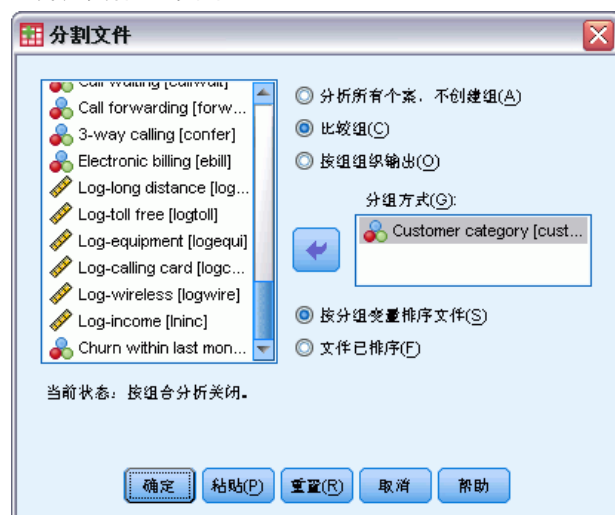 分割文件
Call waiting [callwait]
Call forwarding [forw...
3-way calling [confer]
Electronic billing [ebill]
Log-long distance [log...
Log-toll free [logtoll]
Log-equipment [logequi]
Log-calling card [logc...
Log-wireless [logwire]
Log-income [lninc]
Churn within last mon...
分析所有个案，不创建组(A)
比较组(C)
按组组织输出(O)
分组方式(G):
Customer category [cust...
按分组变量排序文件(S)
文件已排序(F)
当前状态：按组合分析关闭。
确定
粘贴(P)
重置(R)
取消
帮助